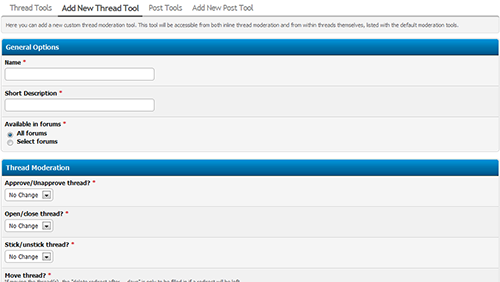 Thread Tools Add New Thread Tool Post Tools Add New Post Tool
Here you can add a new custom thread moderation tool. This tool will be accessible from both inline thread moderation and from within threads themselves, listed with the default moderation tools.
General Options
Name *
Short Description *
Available in forums *
All forums
Select forums
Thread Moderation
Approve/Unapprove thread? *
No Change
Open/close thread? *
No Change
Stick/unstick thread? *
No Change
Move thread? *